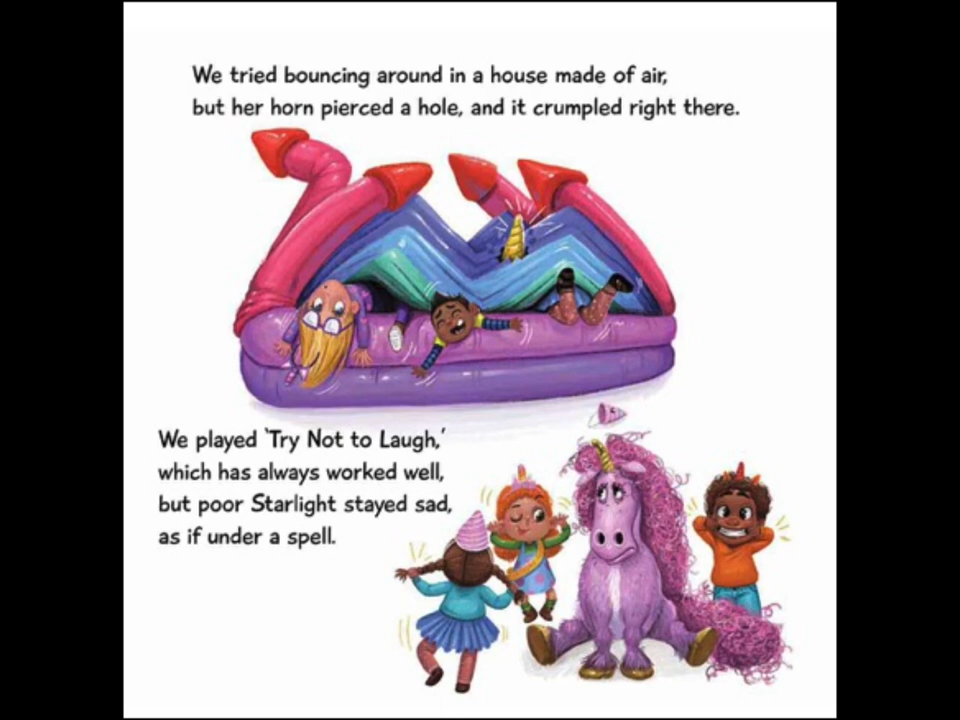 We tried bouncing around in a house made of air,
but her horn pierced a hole, and it crumpled right there.
We played ‘Try Not to Laugh,’
which has always worked well,
but poor Starlight stayed sad,
as if under a spell.